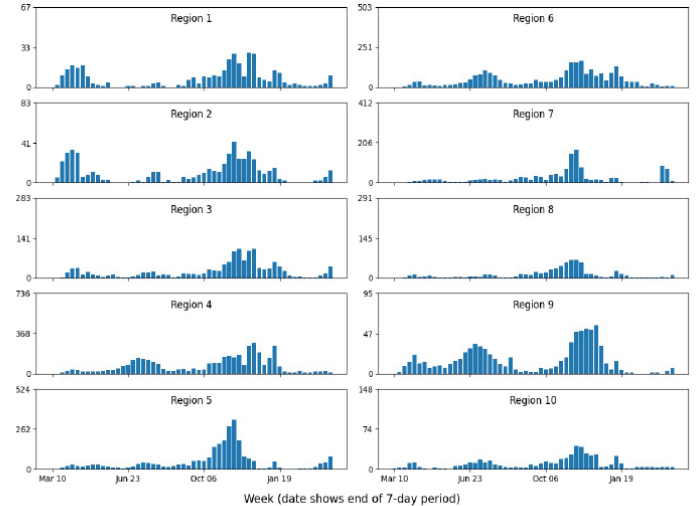 67
33
0
Region 1
503
251
0
Region 6
83
41
0
Region 2
412
206
0
Region 7
283
141
0
Region 3
291
145
0
Region 8
736
368
0
Region 4
95
47
0
Region 9
524
262
0
Region 5
148
74
0
Region 10
Mar 10 Jun 23 Oct 06 Jan 19
Mar 10 Jun 23 Oct 06 Jan 19
Week (date shows end of 7-day period)